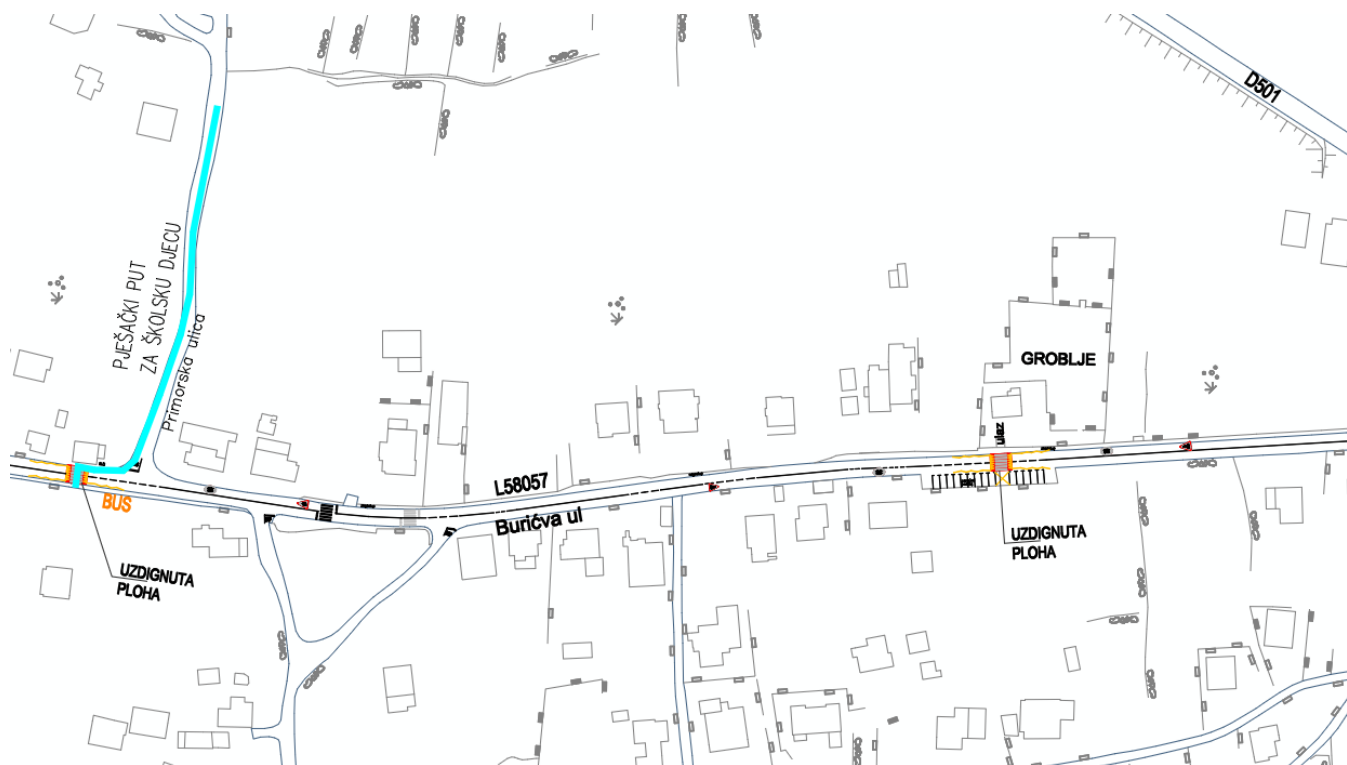 D501
PJEŠAČKI PUT
ZA ŠKOLSKU DJECU
Primorska ulica
GROBLJE
ulaz
L58057
Burićva ul
BUS
UZDIGNUTA
PLOHA
UZDIGNUTA
PLOHA